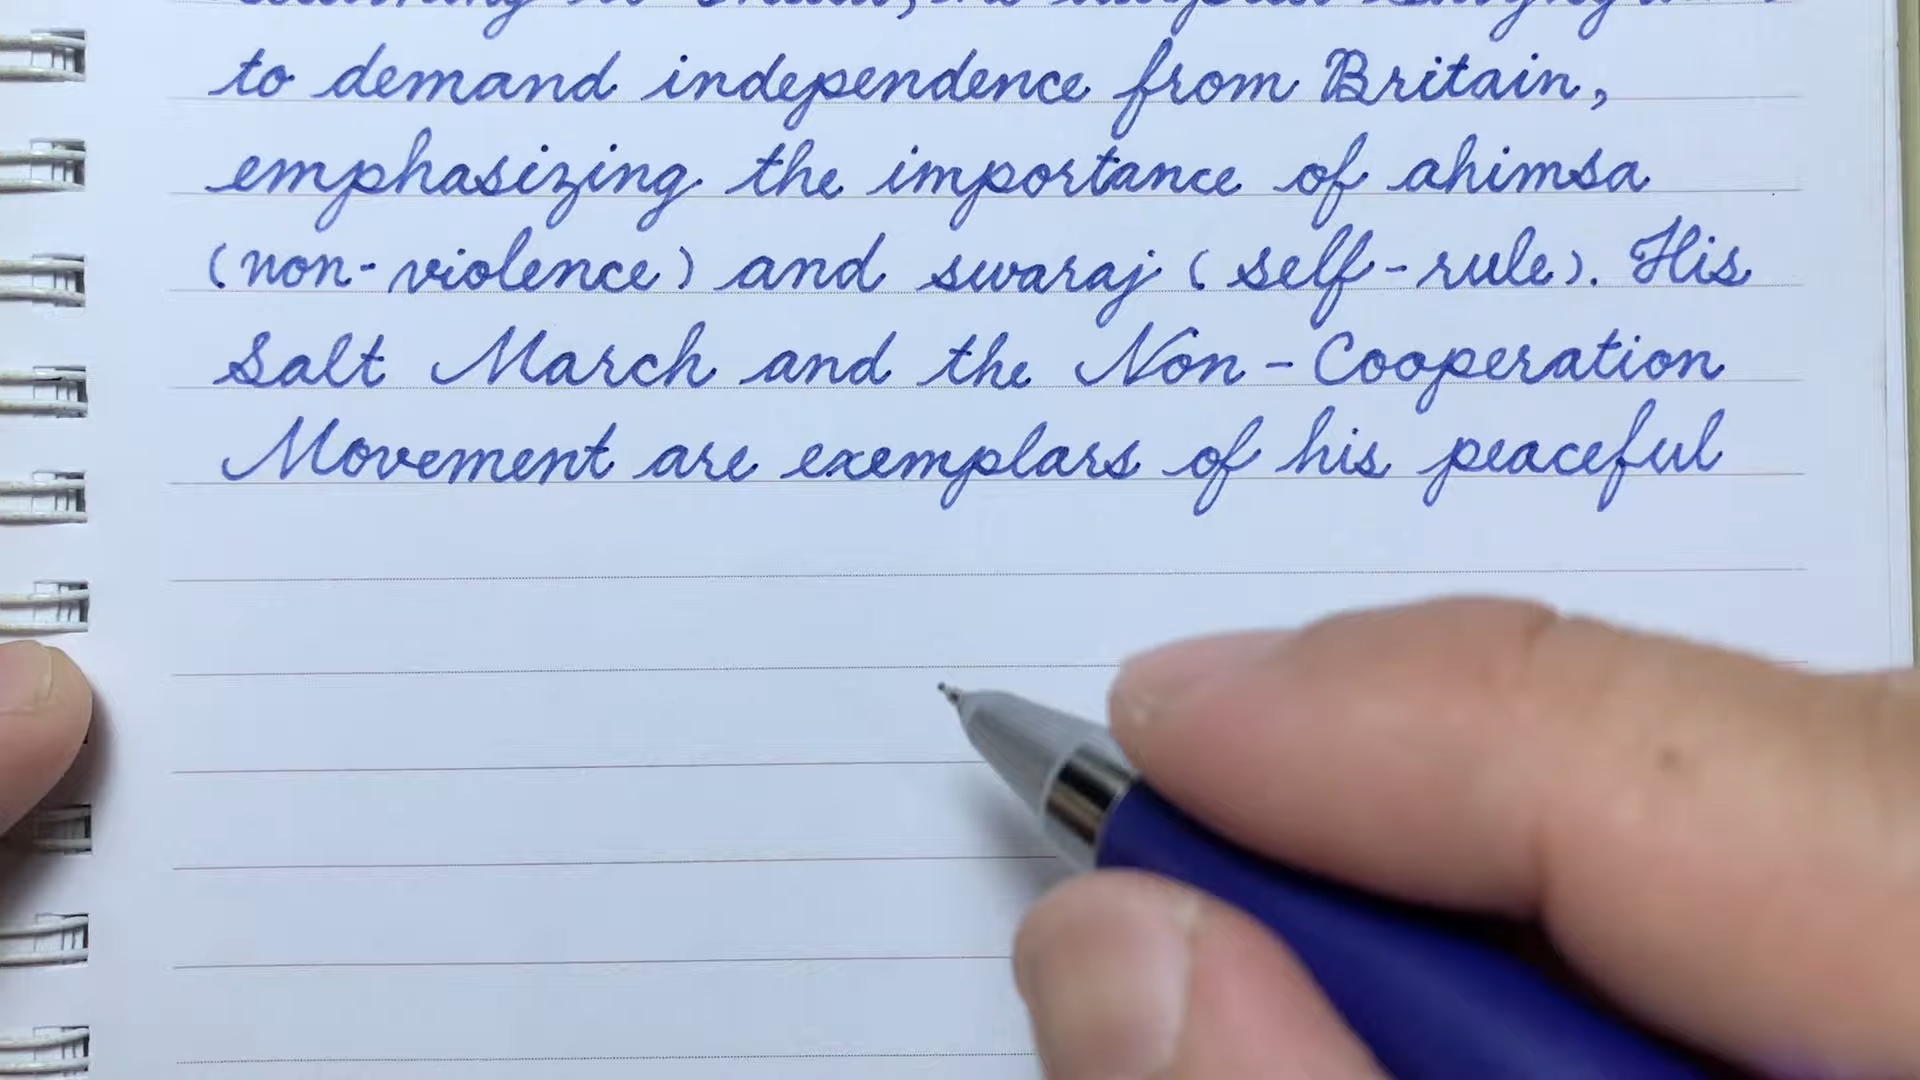 to demand independence from Britain,
emphasizing the importance of ahimsa
(non-violence) and swaraj (self-rule). His
Salt March and the Non-Cooperation
Movement are exemplars of his peaceful